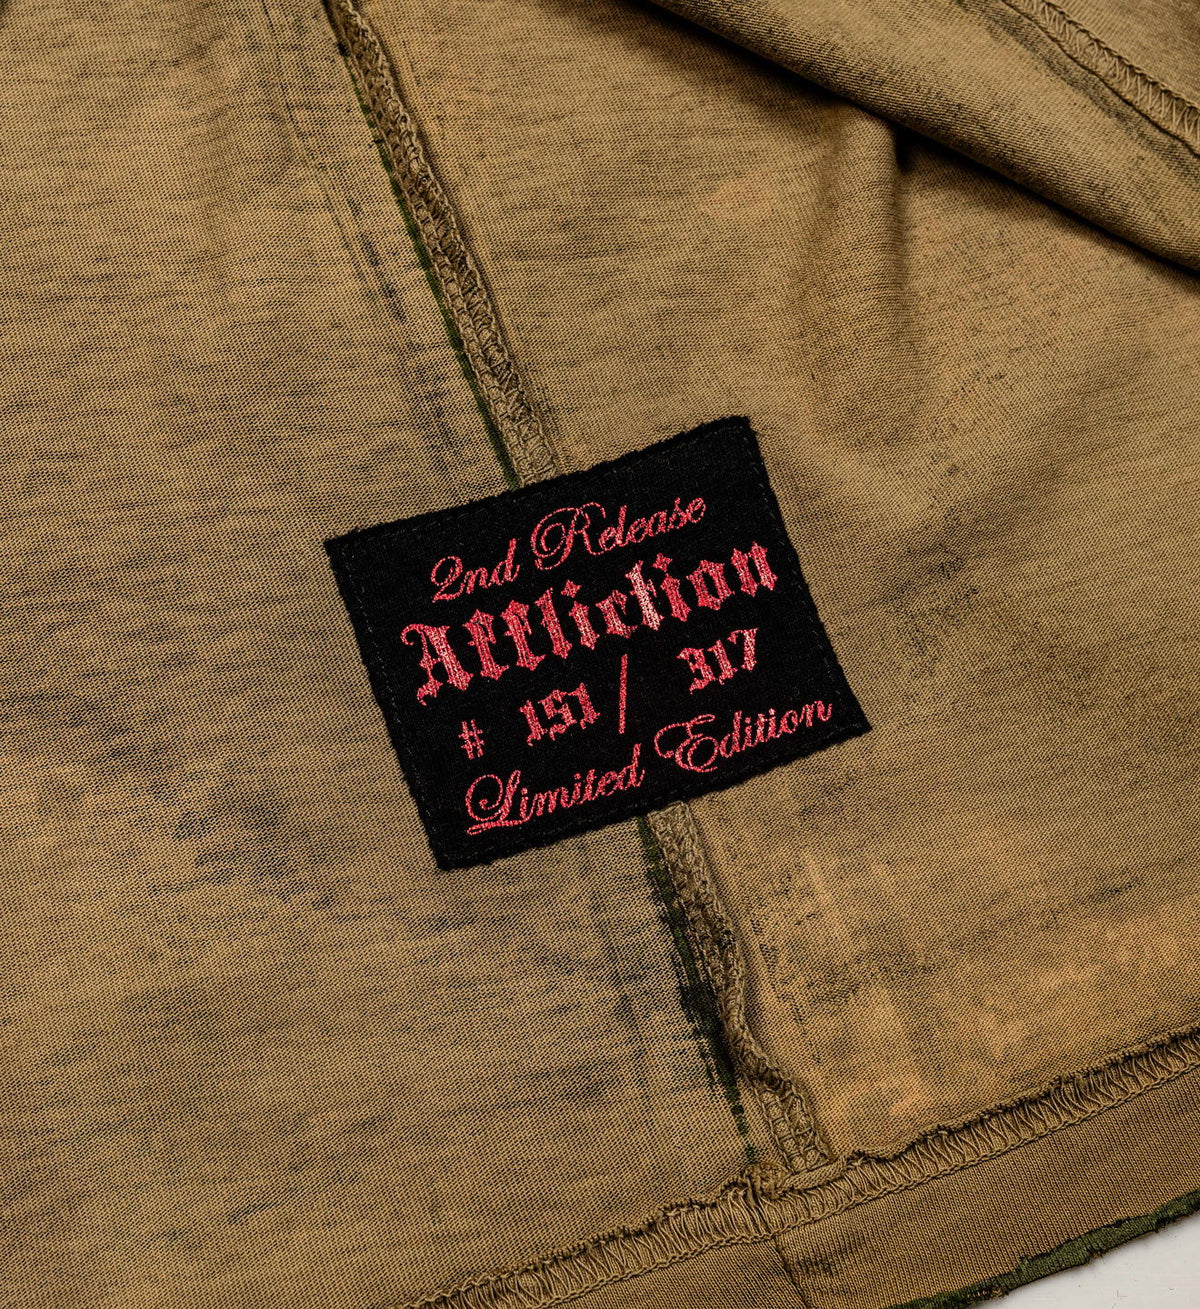 2nd Release
Affliction
# 151 / 317
Limited Edition